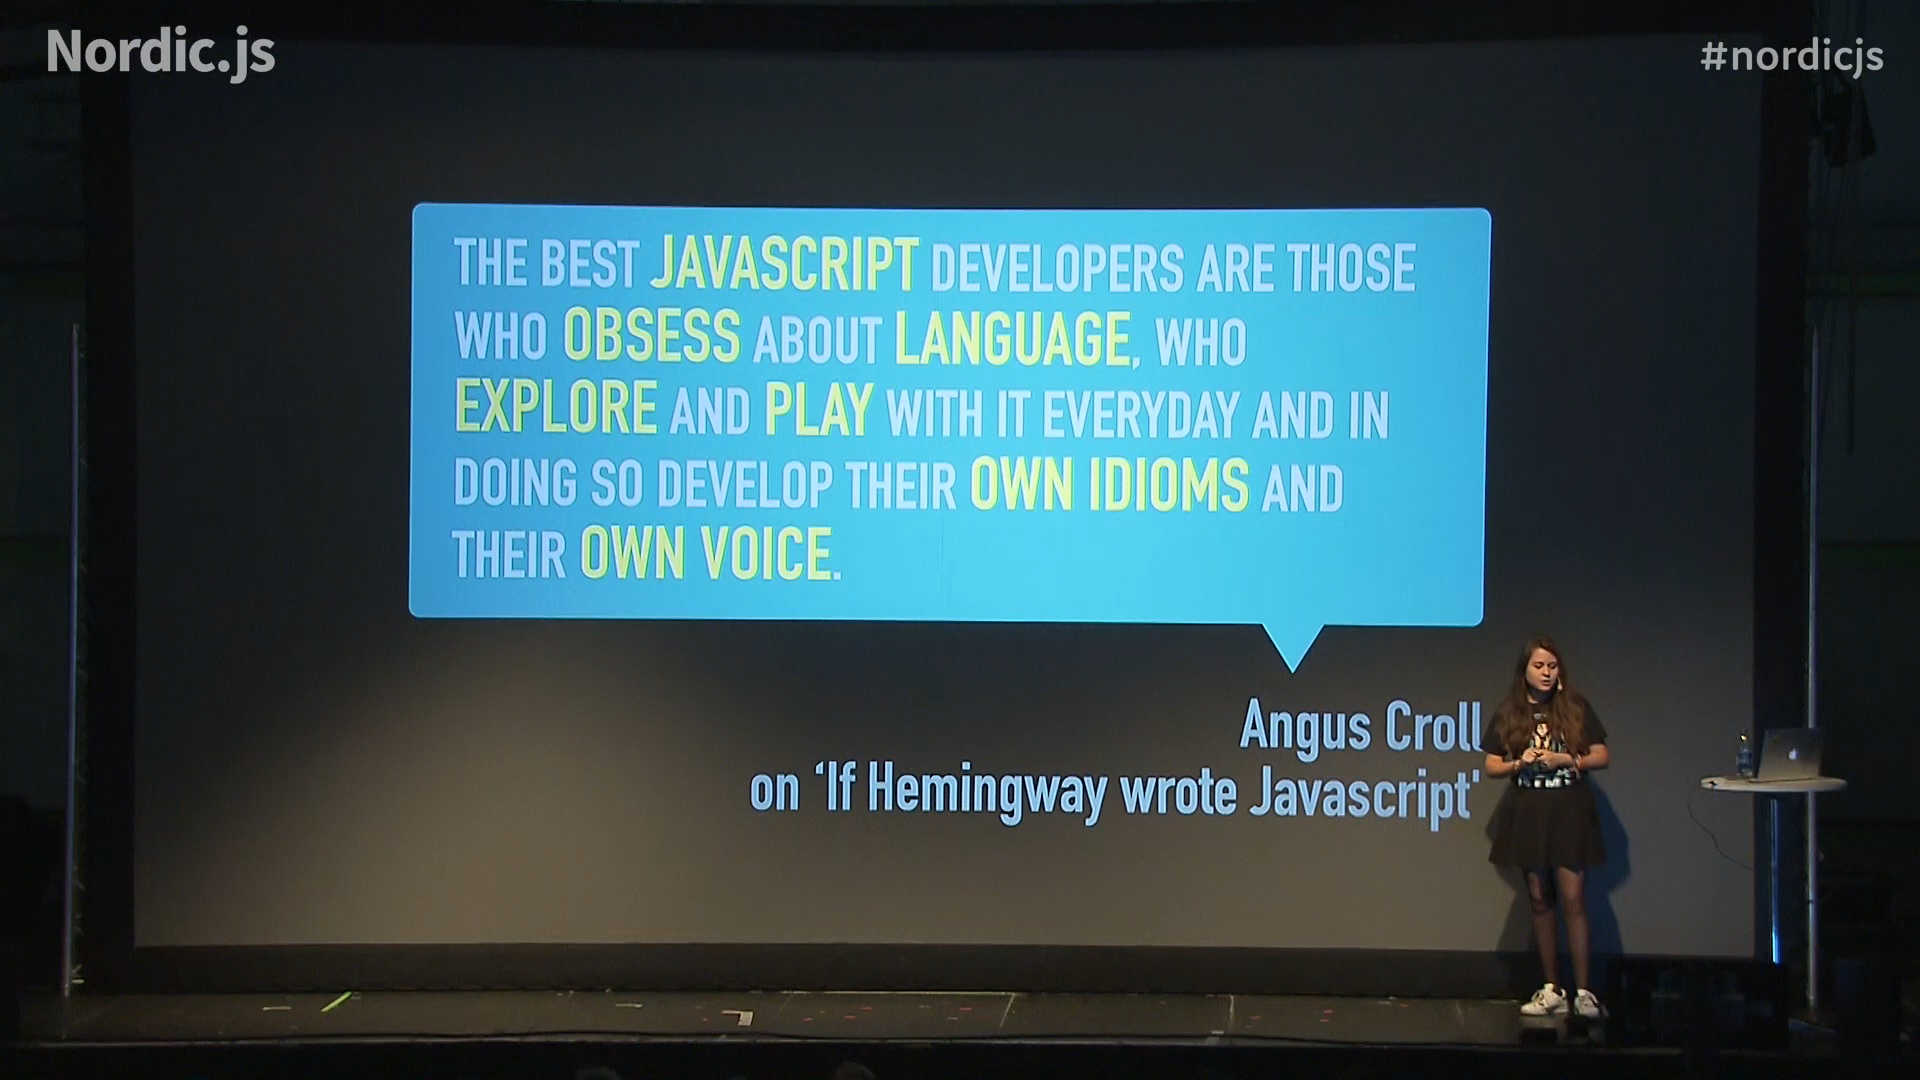 Nordic.js
#nordicjs
THE BEST JAVASCRIPT DEVELOPERS ARE THOSE
WHO OBSESS ABOUT LANGUAGE, WHO
EXPLORE AND PLAY WITH IT EVERYDAY AND IN
DOING SO DEVELOP THEIR OWN IDIOMS AND
THEIR OWN VOICE.
Angus Croll
on ‘If Hemingway wrote Javascript'